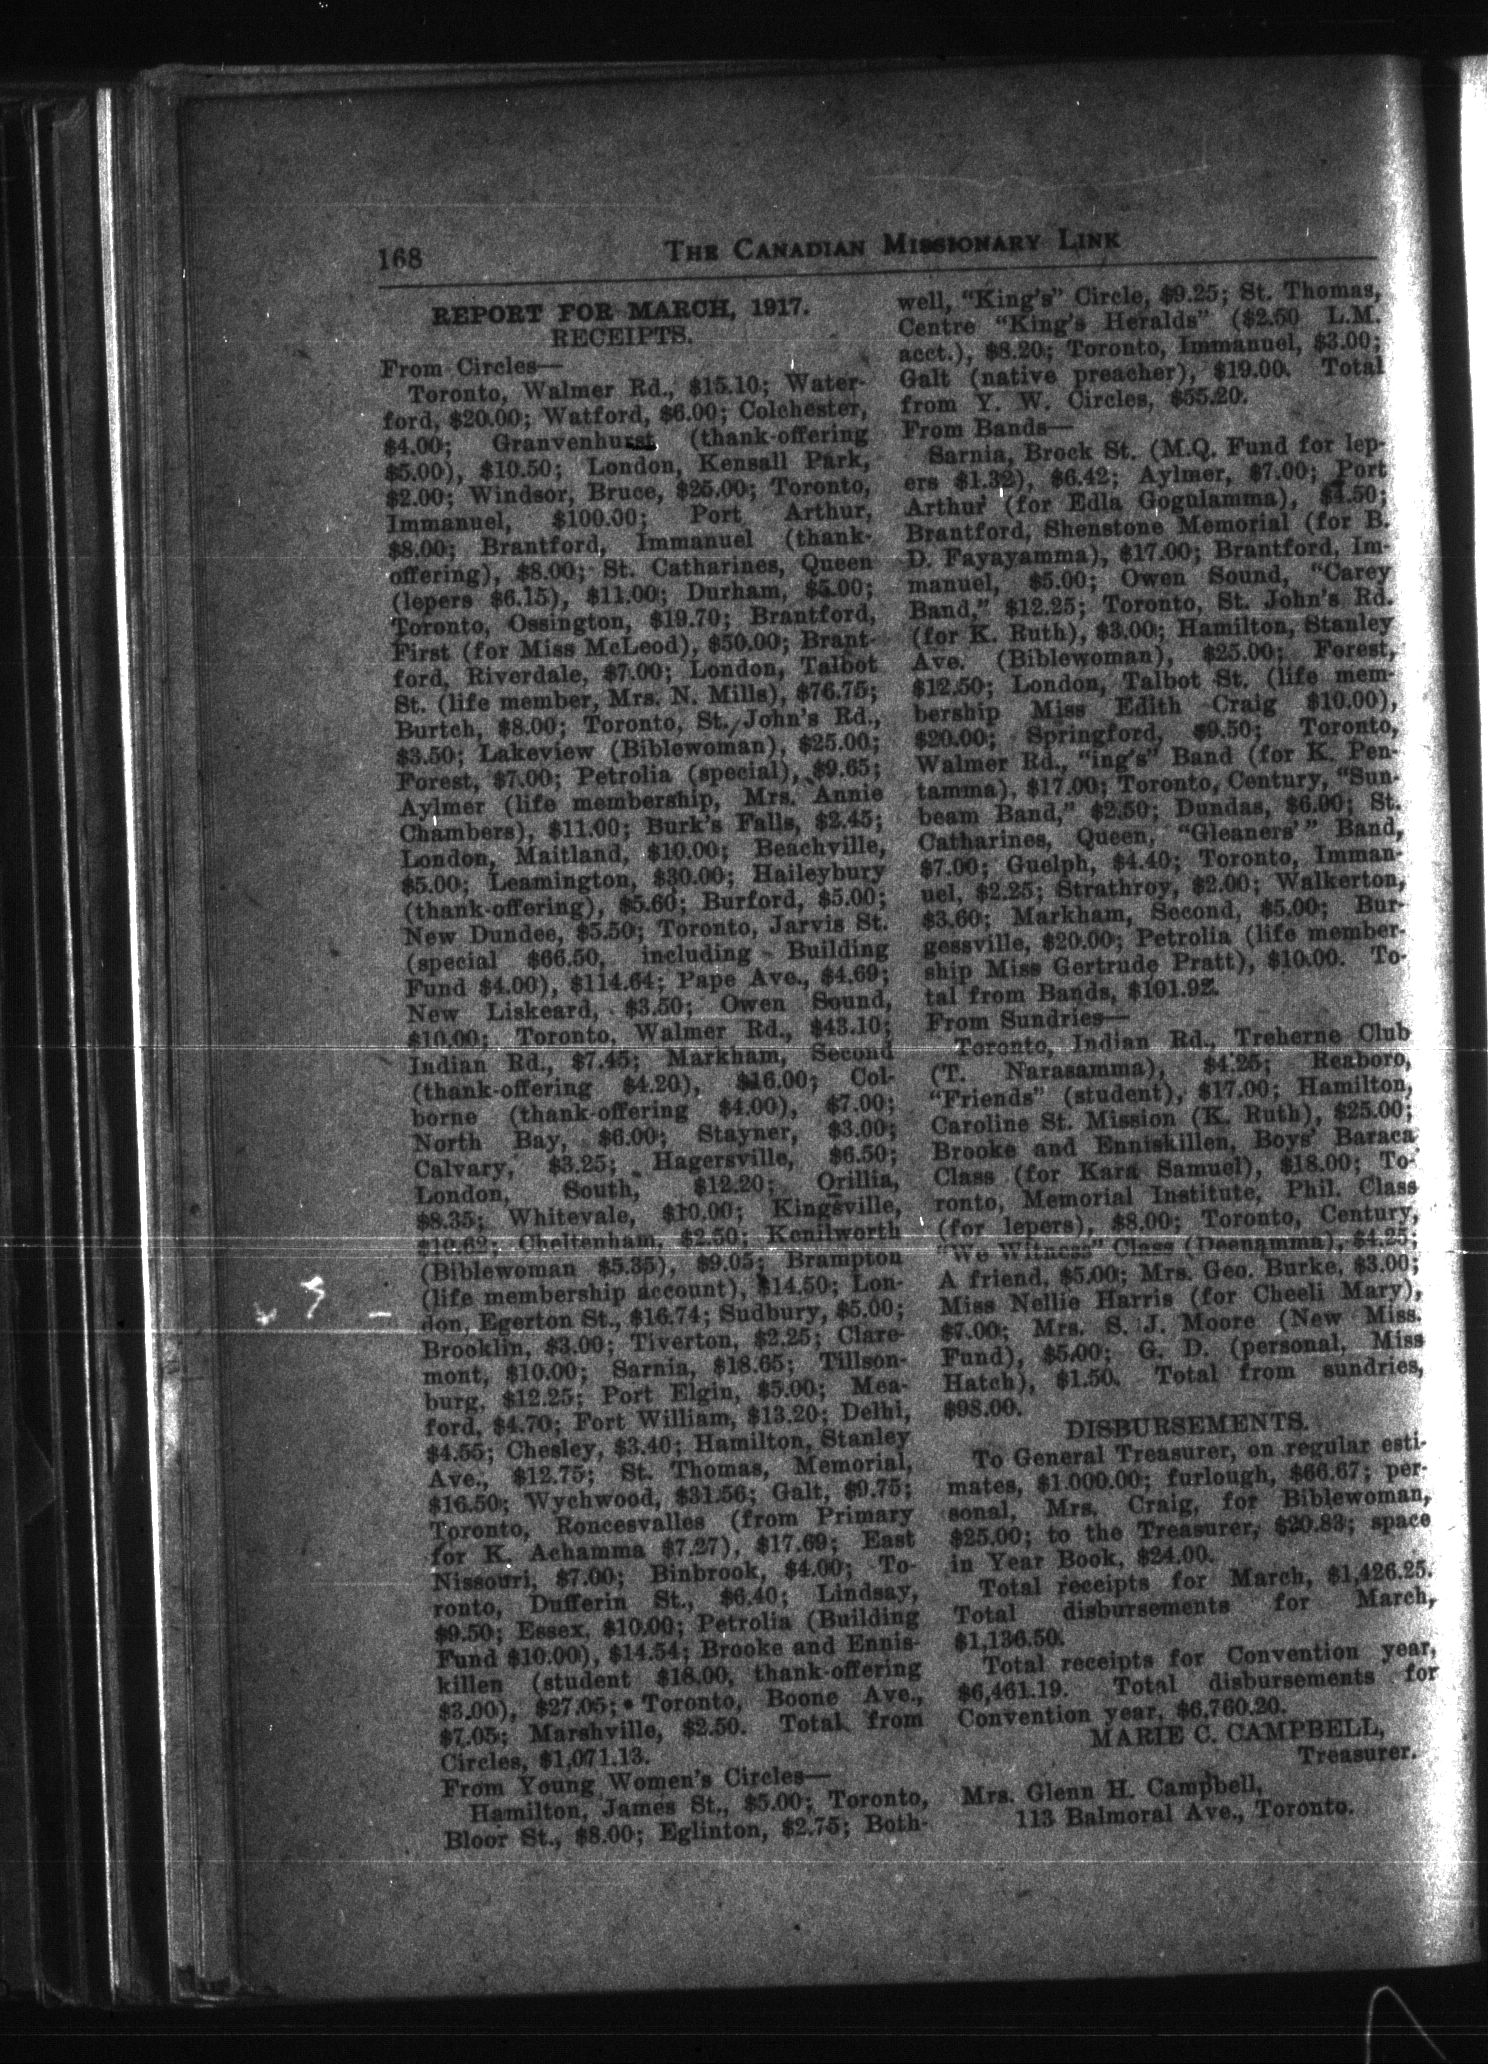 168
THE CANADIAN MISSIONARY LINK
REPORT FOR MARCH, 1917.
RECEIPTS.
From Circles—
Toronto, Walmer Rd., $15.10; Water-
ford, $20.00; Watford, $6.00; Colchester,
$4.00; Granvenhurst (thank-offering
$5.00), $10.50; London, Kensall Park,
$2.00; Windsor, Bruce, $25.00; Toronto,
Immanuel, $100.00; Port Arthur,
$8.00; Brantford, Immanuel (thank-
offering), $8.00; St. Catharines, Queen
(lepers $6.15), $11.00; Durham, $5.00;
Toronto, Ossington, $19.70; Brantford,
First (for Miss McLeod), $50.00; Brant-
ford, Riverdale, $7.00; London, Talbot
St. (life member, Mrs. N. Mills), $76.75;
Burtch, $8.00; Toronto, St. John's Rd.,
$3.50; Lakeview (Biblewoman), $25.00;
Forest, $7.00; Petrolia (special), $9.65;
Aylmer (life membership, Mrs. Annie
Chambers), $11.00; Burk's Falls, $2.45;
London, Maitland, $10.00; Beachville,
$5.00; Leamington, $30.00; Haileybury
(thank-offering), $5.60; Burford, $5.00;
New Dundee, $5.50; Toronto, Jarvis St.
(special $66.50, including Building
Fund $4.00), $114.64; Pape Ave., $4.69;
New Liskeard, $3.50; Owen Sound,
$10.00; Toronto, Walmer Rd., $43.10;
Indian Rd., $7.45; Markham, Second
(thank-offering $4.20), $16.00; Col-
borne (thank-offering $4.00), $7.00;
North Bay, $6.00; Stayner, $3.00;
Calvary, $3.25; Hagersville, $6.50;
London, South, $12.20; Orillia,
$8.35; Whitevale, $10.00; Kingsville,
$10.62; Cheltenham, $2.50; Kenilworth
(Biblewoman $5.35), $9.05; Brampton
(life membership account), $14.50; Lon-
don, Egerton St., $16.74; Sudbury, $5.00;
Brooklin, $3.00; Tiverton, $2.25; Clare-
mont, $10.00; Sarnia, $18.65; Tillson-
burg, $12.25; Port Elgin, $5.00; Mea-
ford, $4.70; Fort William, $13.20; Delhi,
$4.55; Chesley, $3.40; Hamilton, Stanley
Ave., $12.75; St. Thomas, Memorial,
$16.50; Wychwood, $31.56; Galt, $9.75;
Toronto, Roncesvalles (from Primary
for K. Achamma $7.27), $17.69; East
Nissouri, $7.00; Binbrook, $4.00; To-
ronto, Dufferin St., $6.40; Lindsay,
$9.50; Essex, $10.00; Petrolia (Building
Fund $10.00), $14.54; Brooke and Ennis-
killen (student $18.00, thank-offering
$3.00), $27.05; Toronto, Boone Ave.,
$7.05; Marshville, $2.50. Total from
Circles, $1,071.13.
From Young Women's Circles—
Hamilton, James St., $5.00; Toronto,
Bloor St., $8.00; Eglinton, $2.75; Both-
well, "King's" Circle, $9.25; St. Thomas,
Centre "King's Heralds" ($2.50 L.M.
acct.), $8.20; Toronto, Immanuel, $3.00;
Galt (native preacher), $19.00. Total
from Y. W. Circles, $55.20.
From Bands—
Sarnia, Brock St. (M.Q. Fund for lep-
ers $1.32), $6.42; Aylmer, $7.00; Port
Arthur (for Edla Gogulamma), $4.50;
Brantford, Shenstone Memorial (for B.
D. Fayayamma), $17.00; Brantford, Im-
manuel, $5.00; Owen Sound, "Carey
Band," $12.25; Toronto, St. John's Rd.
(for K. Ruth), $3.00; Hamilton, Stanley
Ave. (Biblewoman), $25.00; Forest,
$12.50; London, Talbot St. (life mem-
bership Miss Edith Craig $10.00),
$20.00; Springford, $9.50; Toronto,
Walmer Rd., "ing's" Band (for K. Pen-
tamma), $17.00; Toronto, Century, "Sun-
beam Band," $2.50; Dundas, $6.00; St.
Catharines, Queen, "Gleaners'" Band,
$7.00; Guelph, $4.40; Toronto, Imman-
uel, $2.25; Strathroy, $2.00; Walkerton,
$3.60; Markham, Second, $5.00; Bur-
gessville, $20.00; Petrolia (life member-
ship Miss Gertrude Pratt), $10.00. To-
tal from Bands, $101.92.
From Sundries—
Toronto, Indian Rd., Treherne Club
(T. Narasamma), $4.25; Reaboro,
"Friends" (student), $17.00; Hamilton,
Caroline St. Mission (K. Ruth), $25.00;
Brooke and Enniskillen, Boys' Baraca
Class (for Kara Samuel), $18.00; To-
ronto, Memorial Institute, Phil. Class
(for lepers), $8.00; Toronto, Century,
"We Witness" Class (Deenamma), $4.25;
A friend, $5.00; Mrs. Geo. Burke, $3.00;
Miss Nellie Harris (for Cheeli Mary),
$7.00; Mrs. S. J. Moore (New Miss.
Fund), $5.00; G. D. (personal, Miss
Hatch), $1.50. Total from sundries,
$98.00.
DISBURSEMENTS.
To General Treasurer, on regular esti-
mates, $1.000.00; furlough, $66.67; per-
sonal, Mrs. Craig, for Biblewoman,
$25.00; to the Treasurer, $20.83; space
in Year Book, $24.00.
Total receipts for March, $1,426.25.
Total disbursements for March,
$1,136.50.
Total receipts for Convention year,
$6,461.19. Total disbursements for
Convention year, $6,760.20.
MARIE C. CAMPBELL,
Treasurer.
Mrs. Glenn H. Campbell,
113 Balmoral Ave., Toronto.